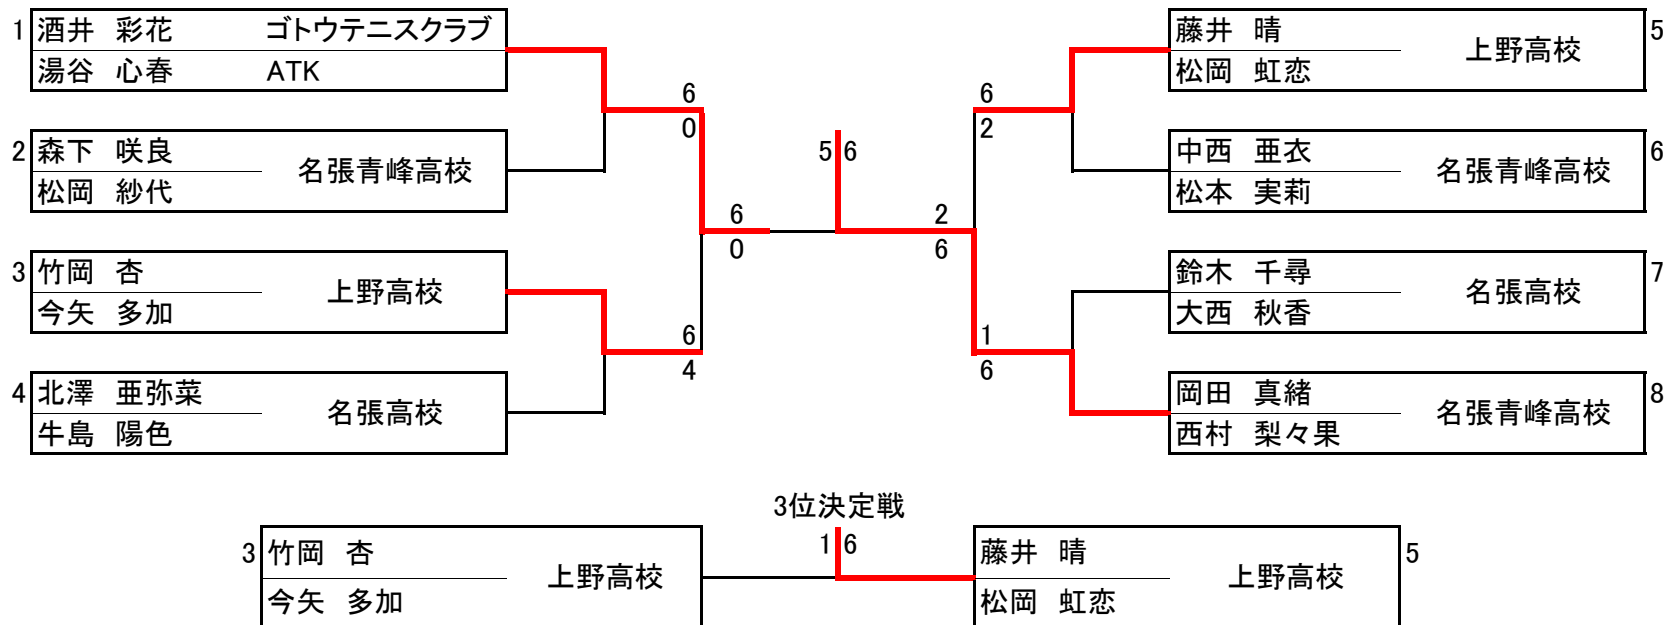 1 酒井 彩花 ゴトウテニスクラブ
湯谷 心春 ATK
2 森下 咲良 名張青峰高校
松岡 紗代
3 竹岡 杏 上野高校
今矢 多加
4 北澤 亜弥菜 名張高校
牛島 陽色
6
0
6
4
6
0
5 6
6
2
2
6
1
6
藤井 晴 上野高校 5
松岡 虹恋
中西 亜衣 名張青峰高校 6
松本 実莉
鈴木 千尋 名張高校 7
大西 秋香
岡田 真緒 名張青峰高校 8
西村 梨々果
3位決定戦
3 竹岡 杏 上野高校
今矢 多加
1 6
藤井 晴 上野高校 5
松岡 虹恋